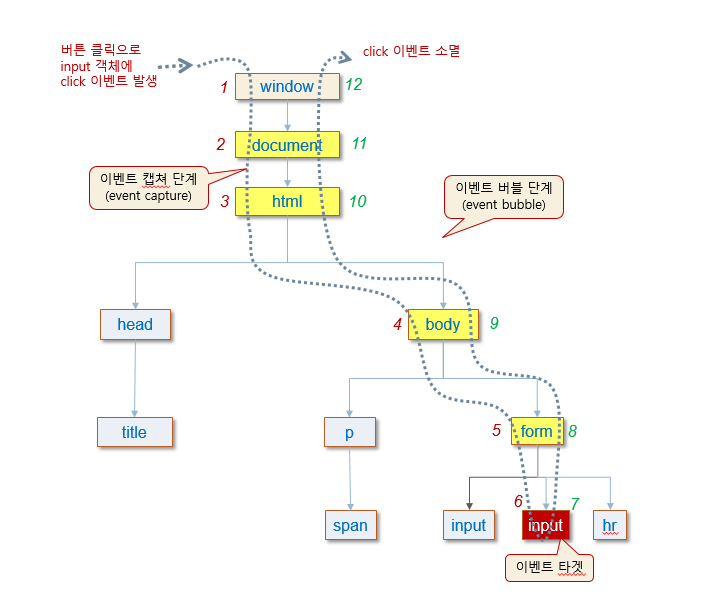 버튼 클릭으로
input 객체에
click 이벤트 발생
click 이벤트 소멸
1 window 12
2 document 11
이벤트 캡쳐 단계
(event capture)
이벤트 버블 단계
(event bubble)
3 html 10
head
4 body 9
title
p
5 form 8
6 7
span
input
input
hr
이벤트 타겟